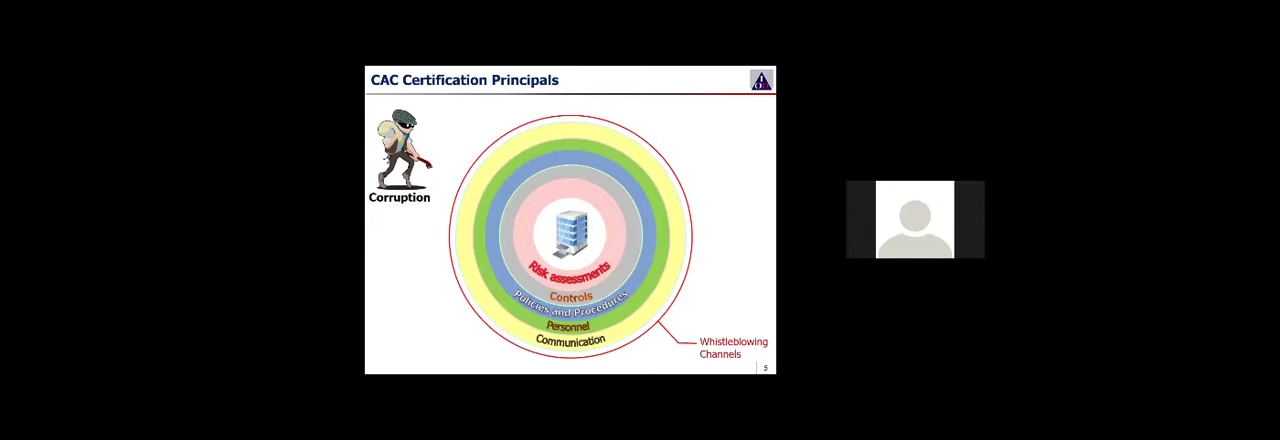 CAC Certification Principals
Corruption
Risk assessments
Controls
Policies and Procedures
Personnel
Communication
Whistleblowing
Channels
5